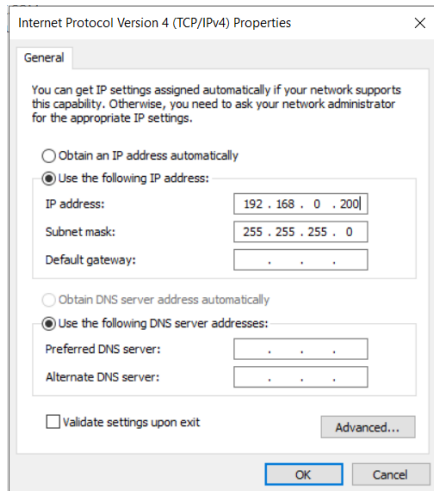 Internet Protocol Version 4 (TCP/IPv4) Properties
General
You can get IP settings assigned automatically if your network supports
this capability. Otherwise, you need to ask your network administrator
for the appropriate IP settings.
Obtain an IP address automatically
Use the following IP address:
IP address: 192 . 168 . 0 . 200
Subnet mask: 255 . 255 . 255 . 0
Default gateway: . . .
Obtain DNS server address automatically
Use the following DNS server addresses:
Preferred DNS server: . . .
Alternate DNS server: . . .
Validate settings upon exit
Advanced...
OK Cancel